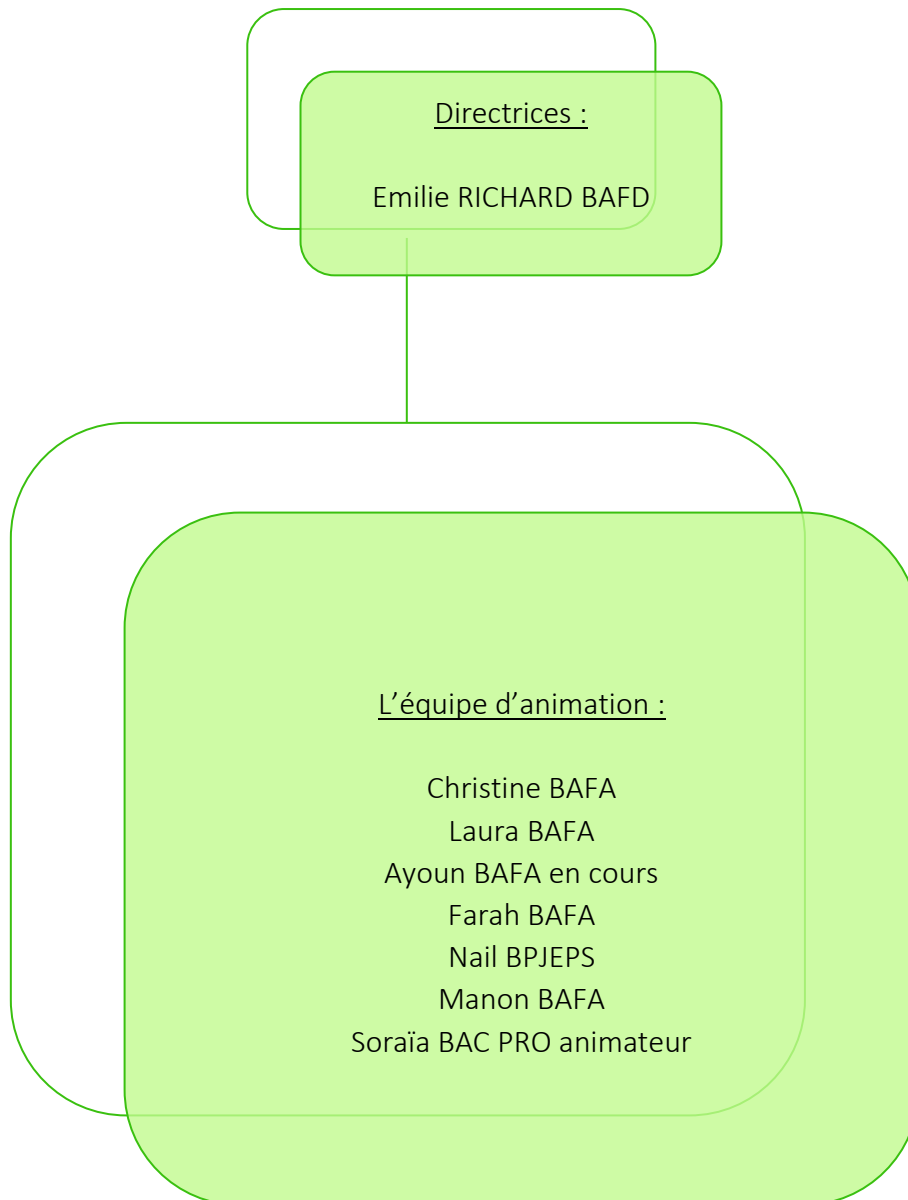 Directrices :
Emilie RICHARD BAFD
L’équipe d’animation :
Christine BAFA
Laura BAFA
Ayoun BAFA en cours
Farah BAFA
Nail BPJEPS
Manon BAFA
Soraïa BAC PRO animateur